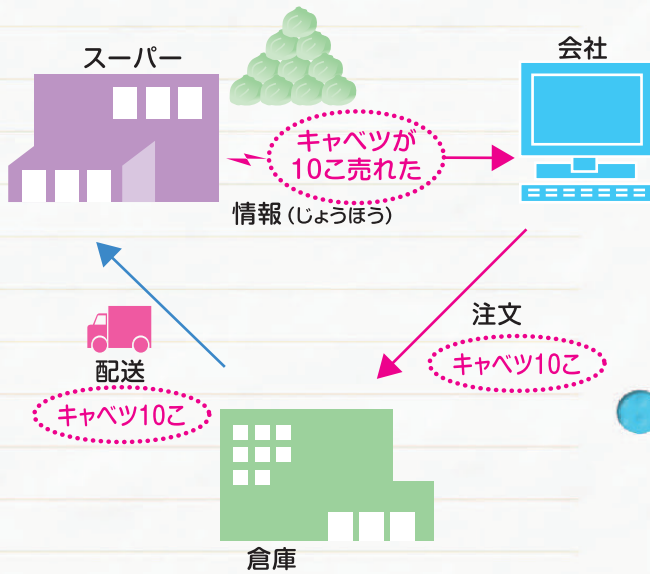 スーパー
会社
キャベツが
10こ売れた
情報(じょうほう)
注文
キャベツ10こ
配送
キャベツ10こ
倉庫